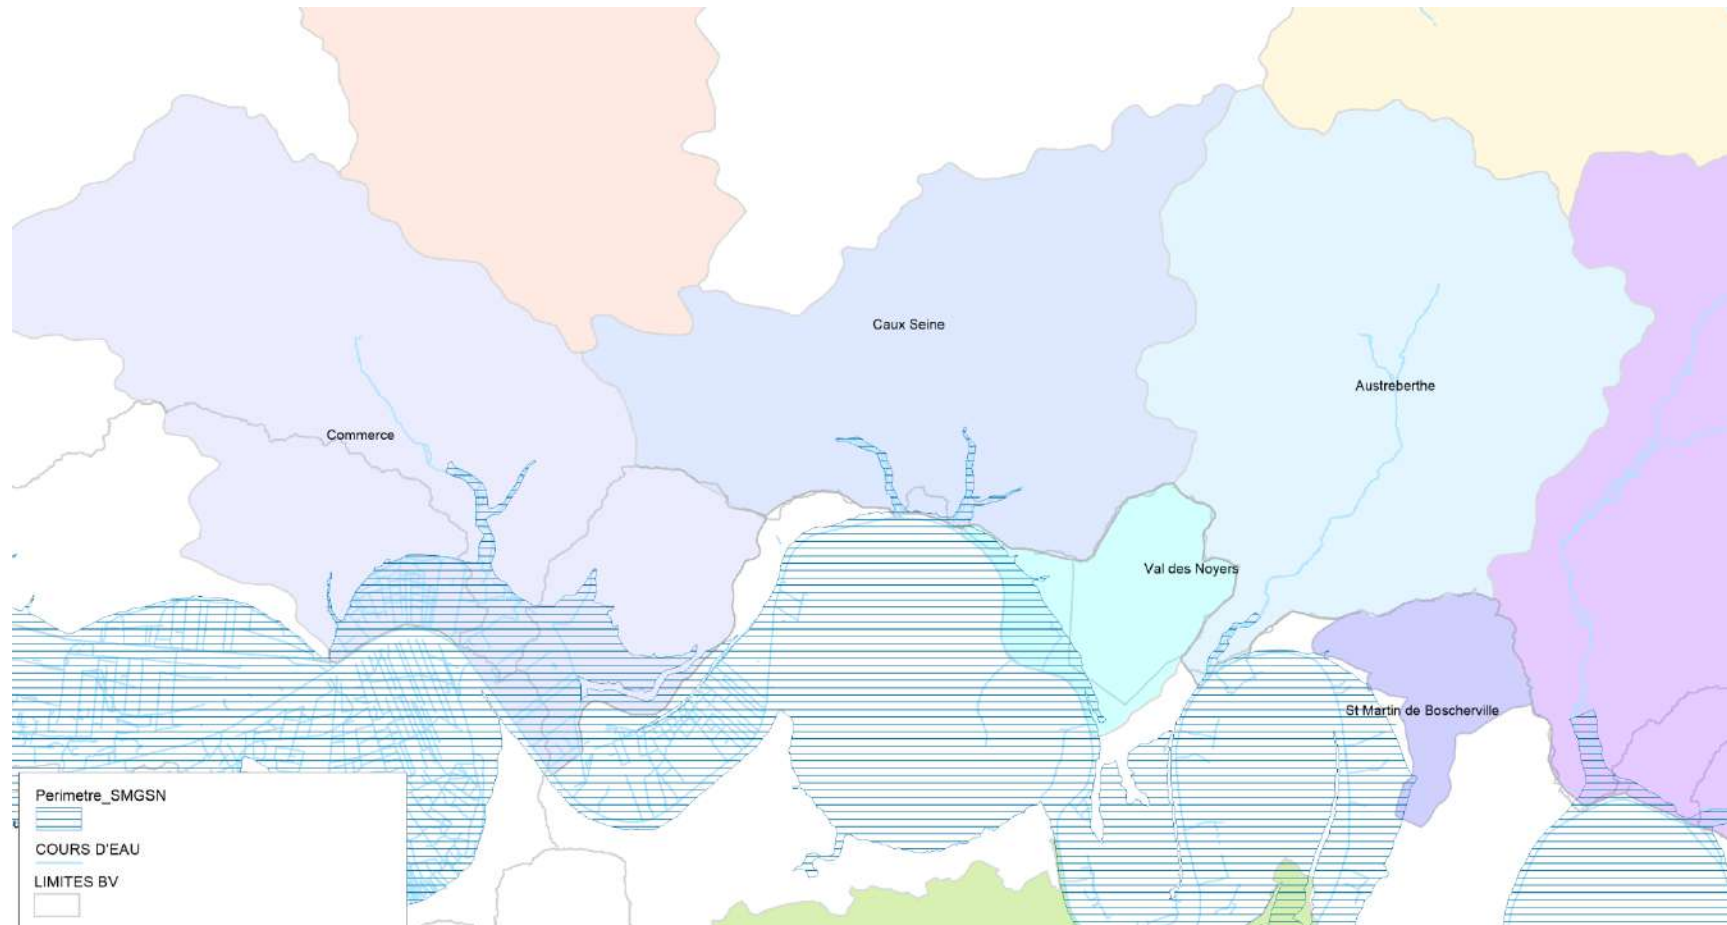 Caux Seine
Austreberthe
Commerce
Val des Noyers
St Martin de Boscherville
Perimetre_SMGSN
COURS D'EAU
LIMITES BV